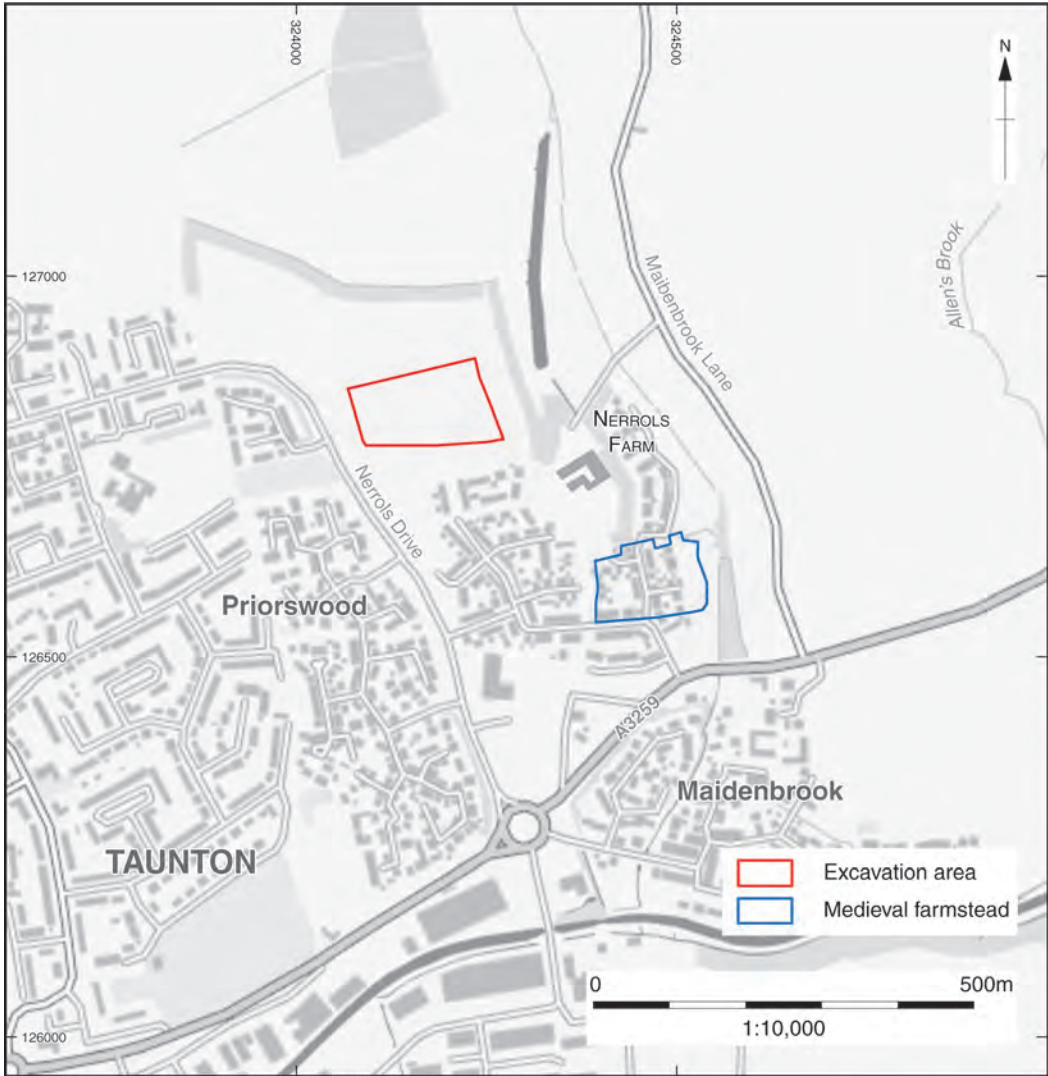 324000
324500
N
127000
Allen's Brook
Maibenbrook Lane
NERROLS
FARM
Nerrols Drive
Priorswood
126500
A3259
Maidenbrook
TAUNTON
Excavation area
Medieval farmstead
0 500m
1:10,000
126000